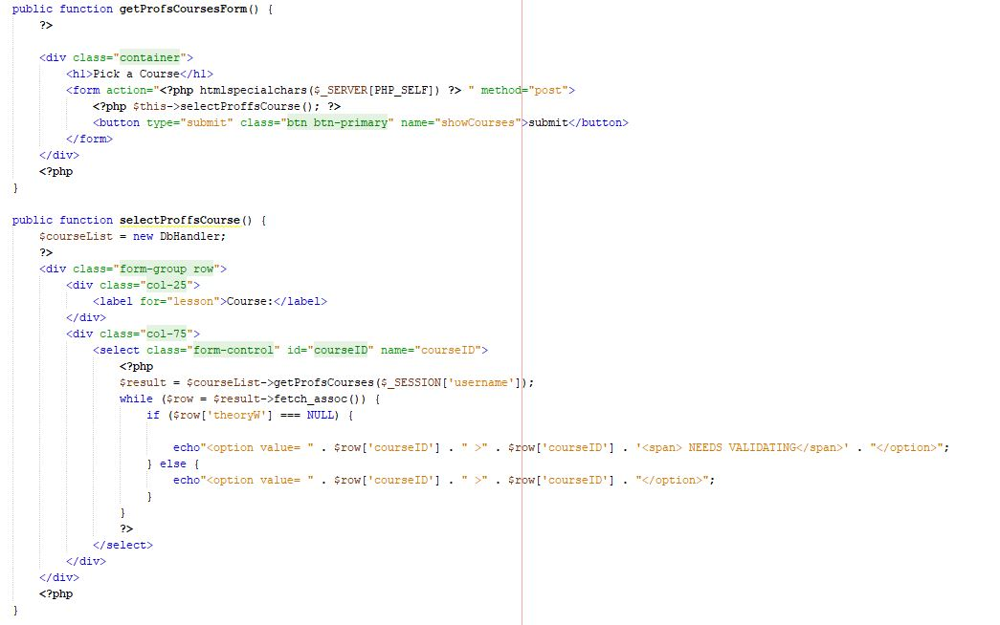 public function getProfsCoursesForm() {
?>
<div class="container">
<h1>Pick a Course</h1>
<form action="<?php htmlspecialchars($_SERVER[PHP_SELF]) ?> " method="post">
<?php $this->selectProffsCourse(); ?>
<button type="submit" class="btn btn-primary" name="showCourses">submit</button>
</form>
</div>
<?php
}
public function selectProffsCourse() {
$courseList = new DbHandler;
?>
<div class="form-group row">
<div class="col-25">
<label for="lesson">Course:</label>
</div>
<div class="col-75">
<select class="form-control" id="courseID" name="courseID">
<?php
$result = $courseList->getProfsCourses($_SESSION['username']);
while ($row = $result->fetch_assoc()) {
if ($row['theoryW'] === NULL) {
echo"<option value= " . $row['courseID'] . " >" . $row['courseID'] . '<span> NEEDS VALIDATING</span>' . "</option>";
} else {
echo"<option value= " . $row['courseID'] . " >" . $row['courseID'] . "</option>";
}
}
?>
</select>
</div>
</div>
<?php
}